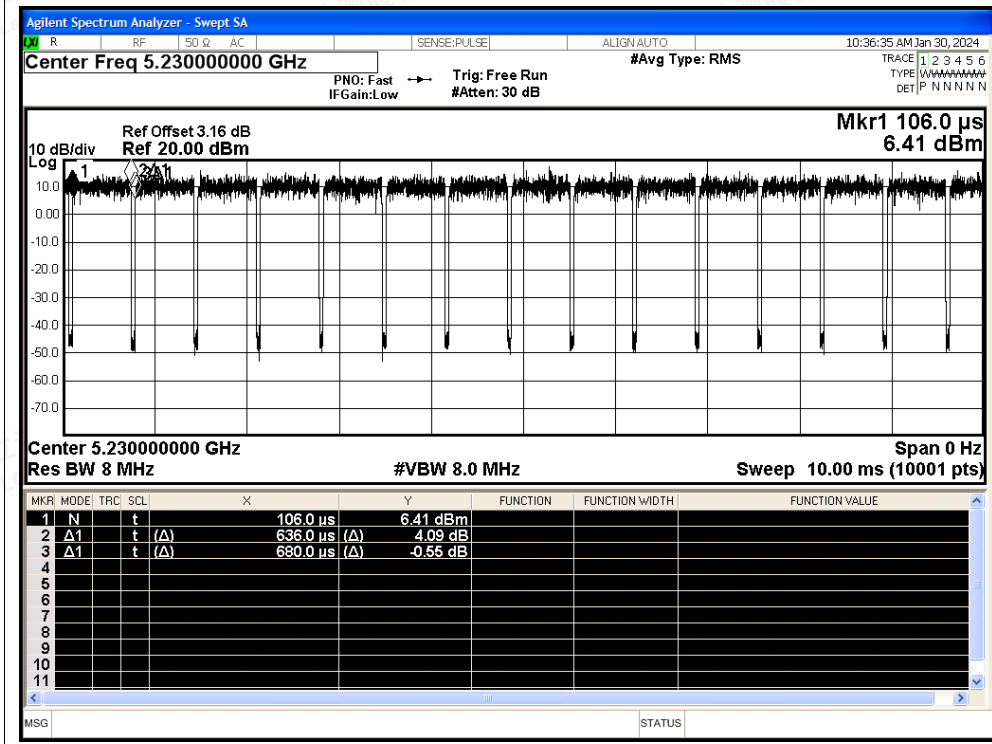 Agilent Spectrum Analyzer - Swept SA
LXI R RF 50 Ω AC SENSE:PULSE ALIGN AUTO 10:36:35 AM Jan 30, 2024
Center Freq 5.230000000 GHz #Avg Type: RMS TRACE 1 2 3 4 5 6
PNO: Fast Trig: Free Run TYPE WWWWWW
IFGain:Low #Atten: 30 dB DET P N N N N N
Mkr1 106.0 µs
6.41 dBm
Ref Offset 3.16 dB
10 dB/div Ref 20.00 dBm
Log
1 2Δ1
10.0
0.00
-10.0
-20.0
-30.0
-40.0
-50.0
-60.0
-70.0
Center 5.230000000 GHz Span 0 Hz
Res BW 8 MHz #VBW 8.0 MHz Sweep 10.00 ms (10001 pts)
MKR MODE TRC SCL X Y FUNCTION FUNCTION WIDTH FUNCTION VALUE
1 N t 106.0 µs 6.41 dBm
2 Δ1 t (Δ) 636.0 µs (Δ) 4.09 dB
3 Δ1 t (Δ) 680.0 µs (Δ) -0.55 dB
4
5
6
7
8
9
10
11
MSG STATUS